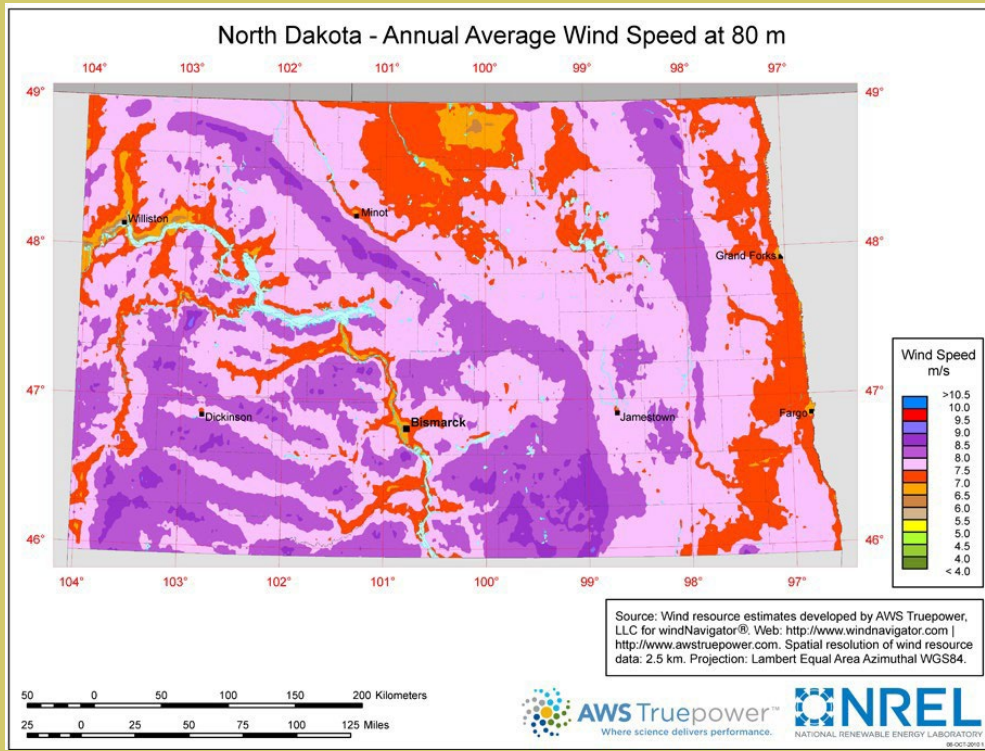 North Dakota - Annual Average Wind Speed at 80 m
104° 103° 102° 101° 100° 99° 98° 97°
49° 49°
Minot
Williston
48° 48°
Grand Forks
47° 47°
Dickinson
Bismarck
Jamestown
Fargo
46° 46°
104° 103° 102° 101° 100° 99° 98° 97°
Wind Speed
m/s
>10.5
10.0
9.5
9.0
8.5
8.0
7.5
7.0
6.5
6.0
5.5
5.0
4.5
4.0
< 4.0
Source: Wind resource estimates developed by AWS Truepower,
LLC for windNavigator®. Web: http://www.windnavigator.com |
http://www.awstruepower.com. Spatial resolution of wind resource
data: 2.5 km. Projection: Lambert Equal Area Azimuthal WGS84.
50 0 50 100 150 200 Kilometers
25 0 25 50 75 100 125 Miles
AWS Truepower™
Where science delivers performance.
NREL
NATIONAL RENEWABLE ENERGY LABORATORY